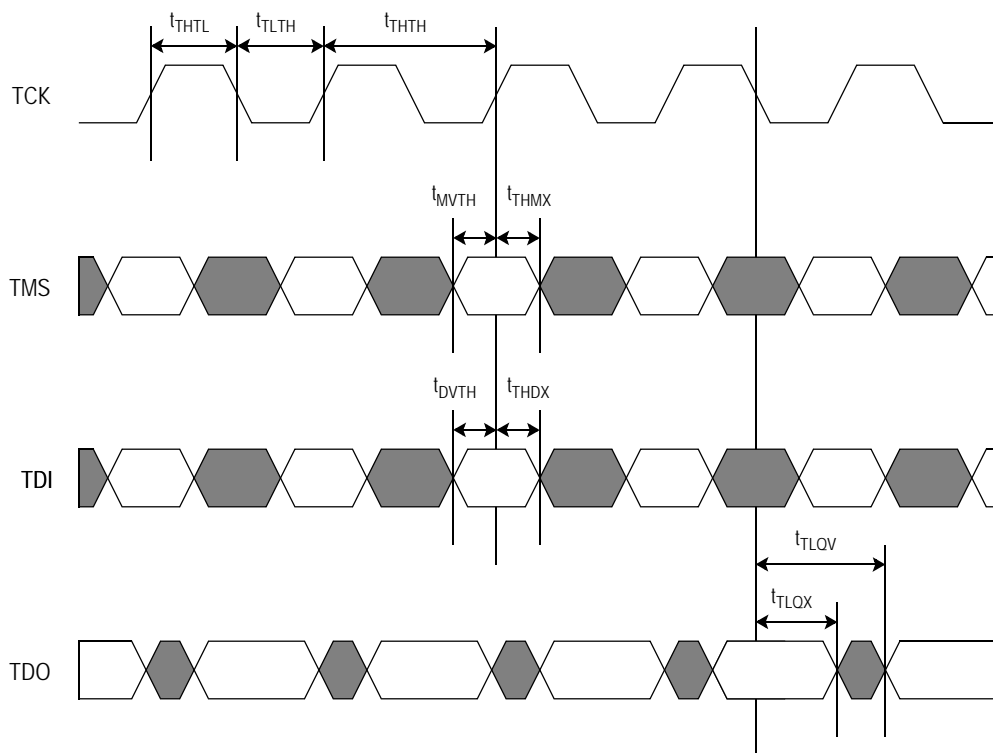 tTHTL tTLTH tTHTH
TCK
tMVTH tTHMX
TMS
tDVTH tTHDX
TDI
tTLQV
tTLQX
TDO